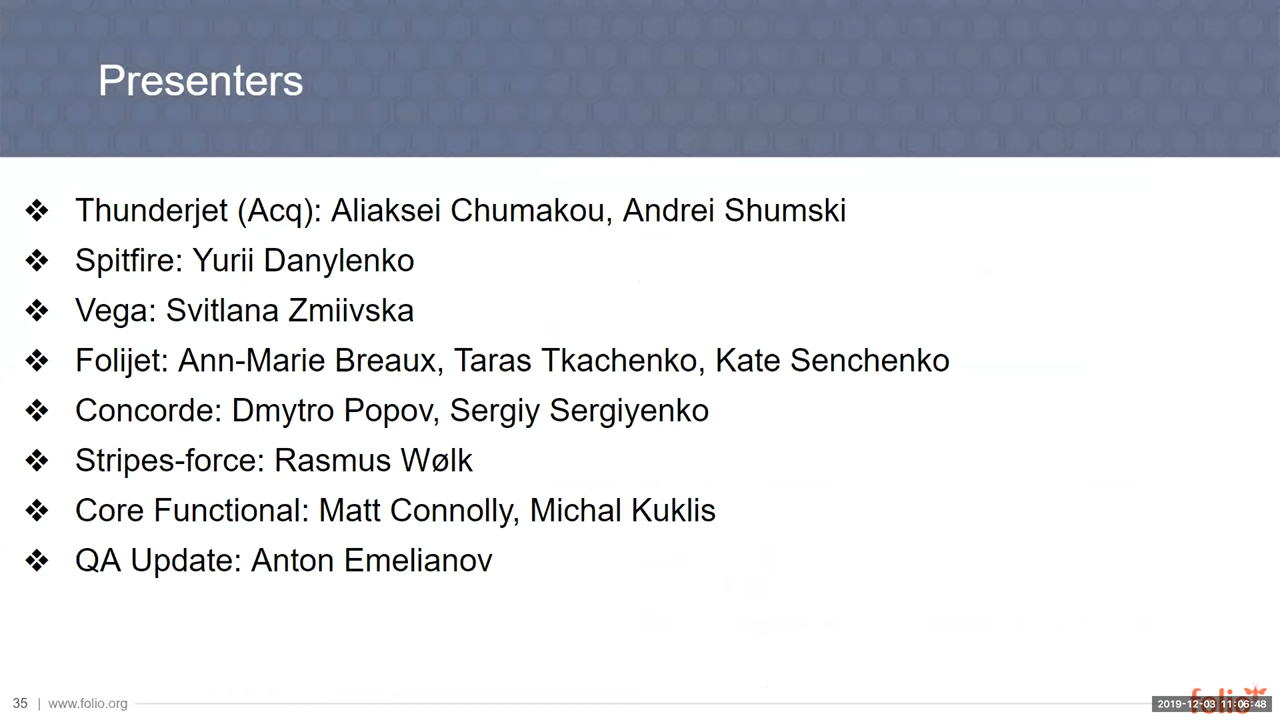 Presenters
❖ Thunderjet (Acq): Aliaksei Chumakou, Andrei Shumski
❖ Spitfire: Yurii Danylenko
❖ Vega: Svitlana Zmiivska
❖ Folijet: Ann-Marie Breaux, Taras Tkachenko, Kate Senchenko
❖ Concorde: Dmytro Popov, Sergiy Sergiyenko
❖ Stripes-force: Rasmus Wølk
❖ Core Functional: Matt Connolly, Michal Kuklis
❖ QA Update: Anton Emelianov
35 | www.folio.org
folio
2019-12-03 11:06:48